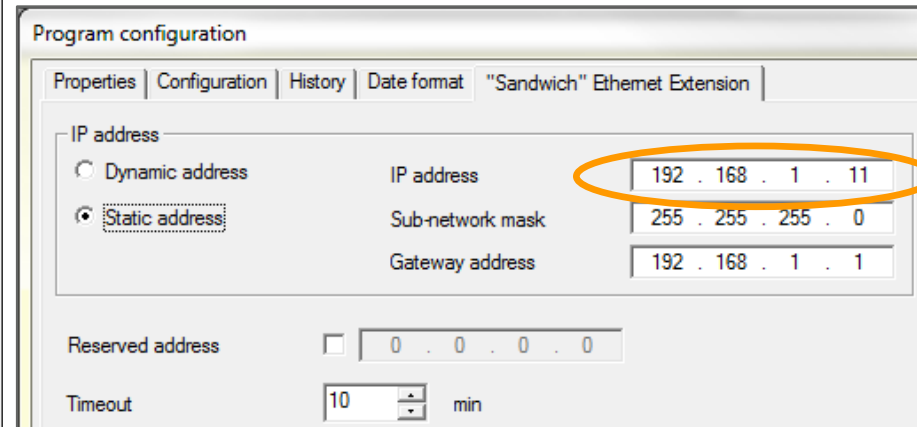 Program configuration
Properties Configuration History Date format "Sandwich" Ethernet Extension
IP address
Dynamic address IP address 192 . 168 . 1 . 11
Static address Sub-network mask 255 . 255 . 255 . 0
Gateway address 192 . 168 . 1 . 1
Reserved address 0 . 0 . 0 . 0
Timeout 10 min